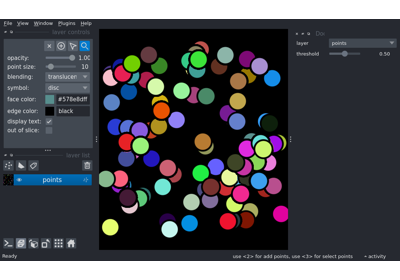 File View Window Plugins Help
layer controls
opacity: 1.00
point size: 10
blending: translucen
symbol: disc
face color: #578e8dff
edge color: black
display text:
out of slice:
layer list
points
Do
layer points
threshold 0.50
Ready
use <2> for add points, use <3> for select points
activity